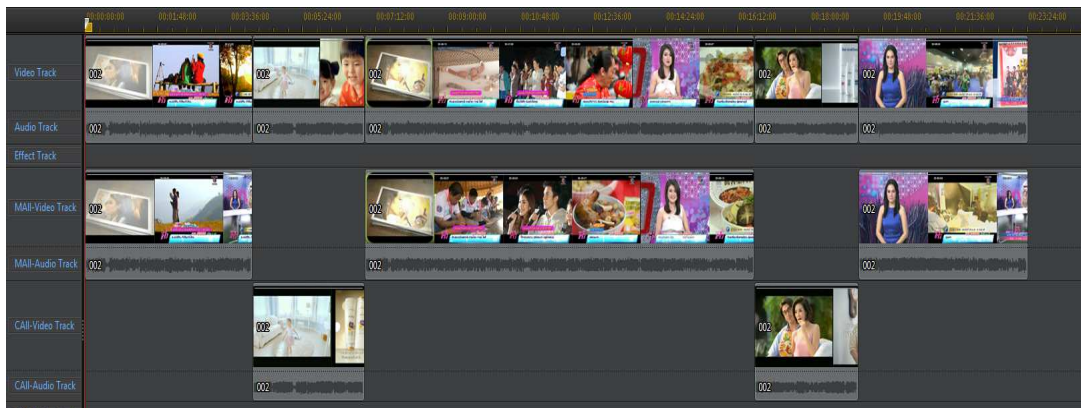 00:00:00:00 00:01:48:00 00:03:36:00 00:05:24:00 00:07:12:00 00:09:00:00 00:10:48:00 00:12:36:00 00:14:24:00 00:16:12:00 00:18:00:00 00:19:48:00 00:21:36:00 00:23:24:00
Video Track 002 002 002 002 002
Audio Track 002 002 002 002 002
Effect Track
MAll-Video Track 002 002 002
MAll-Audio Track 002 002 002
CAll-Video Track 002 002
CAll-Audio Track 002 002